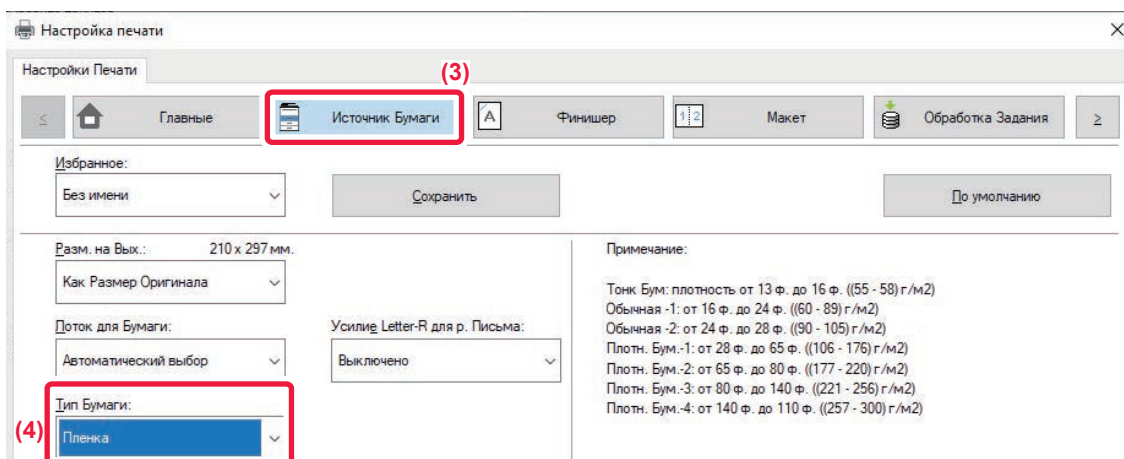 Настройка печати
Настройки Печати
(3)
<
Главные
Источник Бумаги
A
Финишер
1 2
Макет
Обработка Задания
>
Избранное:
Без имени
Сохранить
По умолчанию
Разм. на Вых.: 210 x 297 мм.
Как Размер Оригинала
Лоток для Бумаги:
Автоматический выбор
Усилие Letter-R для р. Письма:
Выключено
(4)
Тип Бумаги:
Пленка
Примечание:
Тонк Бум: плотность от 13 ф. до 16 ф. ((55 - 58) г/м2)
Обычная -1: от 16 ф. до 24 ф. ((60 - 89) г/м2)
Обычная -2: от 24 ф. до 28 ф. ((90 - 105) г/м2)
Плотн. Бум.-1: от 28 ф. до 65 ф. ((106 - 176) г/м2)
Плотн. Бум.-2: от 65 ф. до 80 ф. ((177 - 220) г/м2)
Плотн. Бум.-3: от 80 ф. до 140 ф. ((221 - 256) г/м2)
Плотн. Бум.-4: от 140 ф. до 110 ф. ((257 - 300) г/м2)